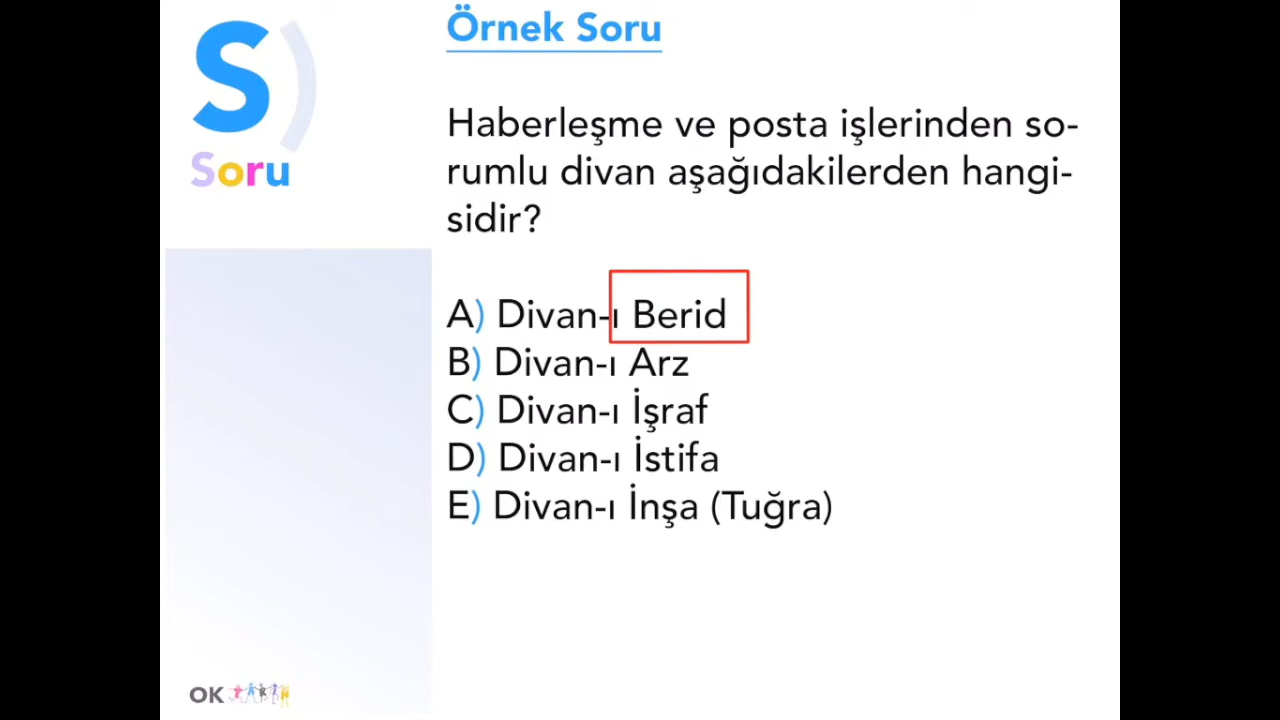 S)
Soru
Örnek Soru
Haberleşme ve posta işlerinden so-
rumlu divan aşağıdakilerden hangi-
sidir?
A) Divan-ı Berid
B) Divan-ı Arz
C) Divan-ı İşraf
D) Divan-ı İstifa
E) Divan-ı İnşa (Tuğra)
OK TARİH